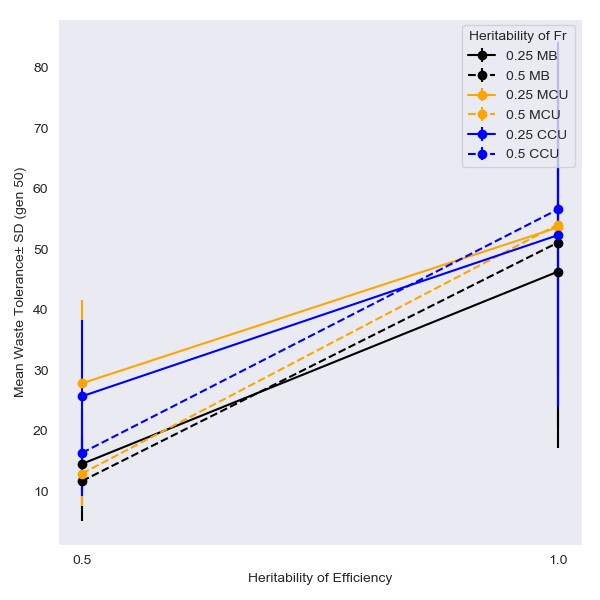 Heritability of Fr
0.25 MB
0.5 MB
0.25 MCU
0.5 MCU
0.25 CCU
0.5 CCU
Mean Waste Tolerance± SD (gen 50)
80
70
60
50
40
30
20
10
0.5
1.0
Heritability of Efficiency